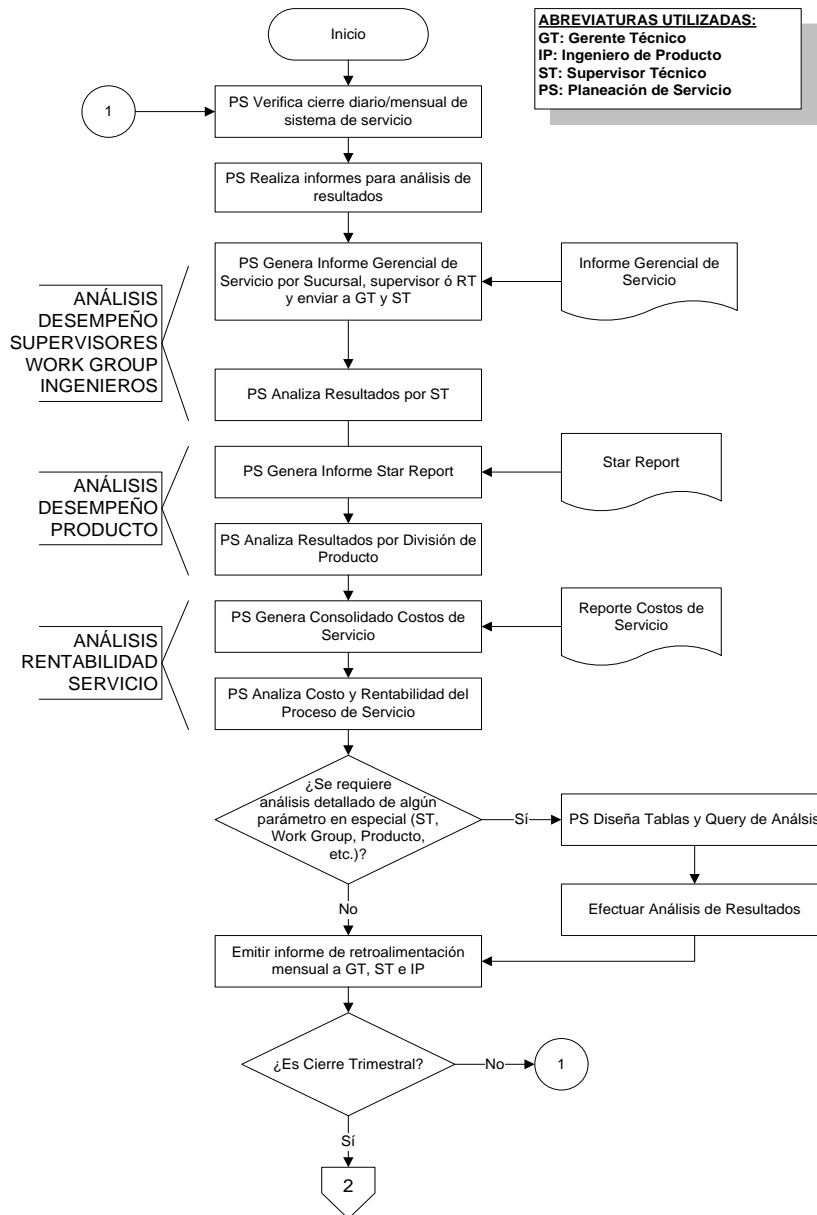 Inicio
ABREVIATURAS UTILIZADAS:
GT: Gerente Técnico
IP: Ingeniero de Producto
ST: Supervisor Técnico
PS: Planeación de Servicio
1
PS Verifica cierre diario/mensual de
sistema de servicio
PS Realiza informes para análisis de
resultados
ANÁLISIS
DESEMPEÑO
SUPERVISORES
WORK GROUP
INGENIEROS
PS Genera Informe Gerencial de
Servicio por Sucursal, supervisor ó RT
y enviar a GT y ST
Informe Gerencial de
Servicio
PS Analiza Resultados por ST
ANÁLISIS
DESEMPEÑO
PRODUCTO
PS Genera Informe Star Report
Star Report
PS Analiza Resultados por División de
Producto
ANÁLISIS
RENTABILIDAD
SERVICIO
PS Genera Consolidado Costos de
Servicio
Reporte Costos de
Servicio
PS Analiza Costo y Rentabilidad del
Proceso de Servicio
¿Se requiere
análisis detallado de algún
parámetro en especial (ST,
Work Group, Producto,
etc.)?
Sí
PS Diseña Tablas y Query de Análsis
No
Efectuar Análisis de Resultados
Emitir informe de retroalimentación
mensual a GT, ST e IP
¿Es Cierre Trimestral?
No
1
Sí
2